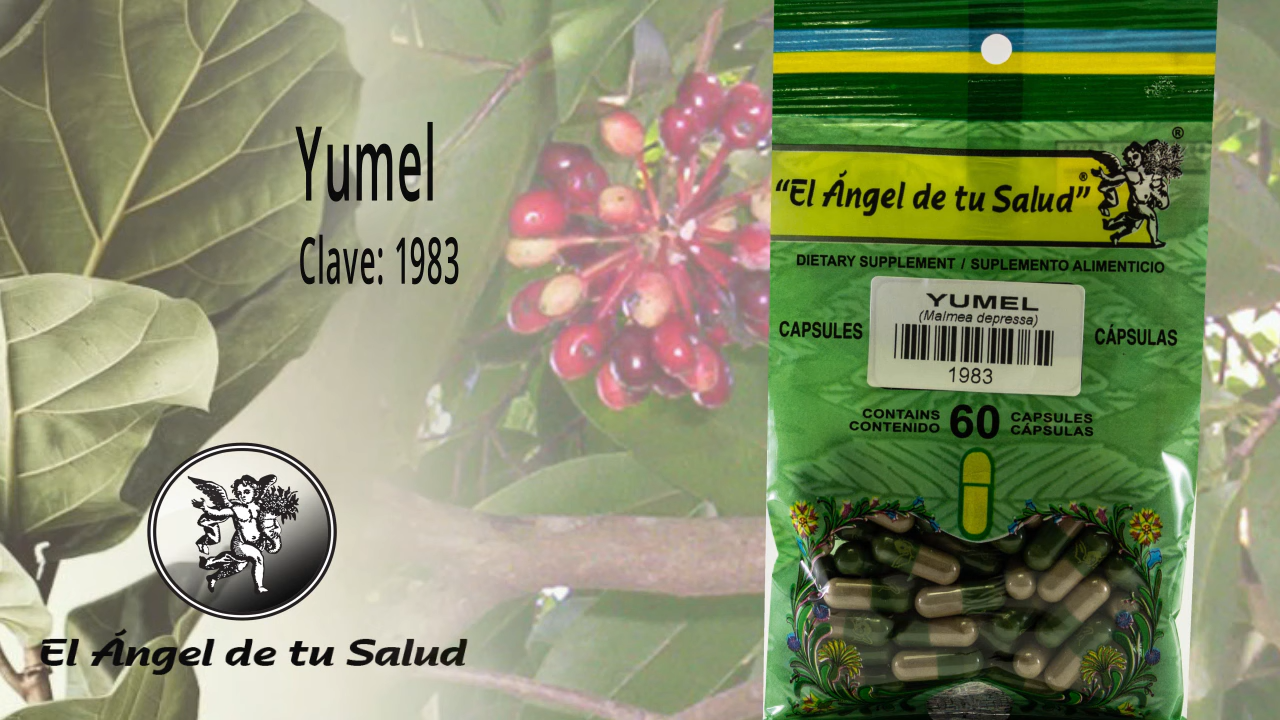 Yumel
Clave: 1983
El Ángel de tu Salud
®
“El Ángel de tu Salud”®
DIETARY SUPPLEMENT / SUPLEMENTO ALIMENTICIO
YUMEL
(Malmea depressa)
CAPSULES
CÁPSULAS
1983
CONTAINS
CONTENIDO
60
CAPSULES
CÁPSULAS